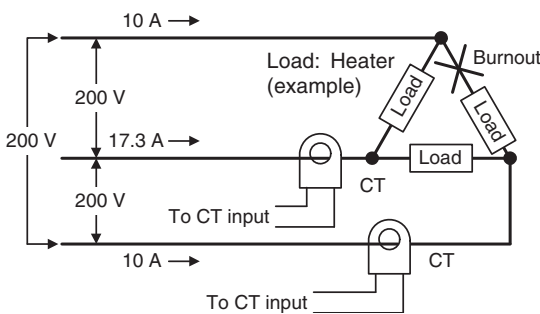 10 A
Load: Heater
(example)
Burnout
Load
Load
200 V
200 V
17.3 A
Load
CT
200 V
To CT input
10 A
CT
To CT input